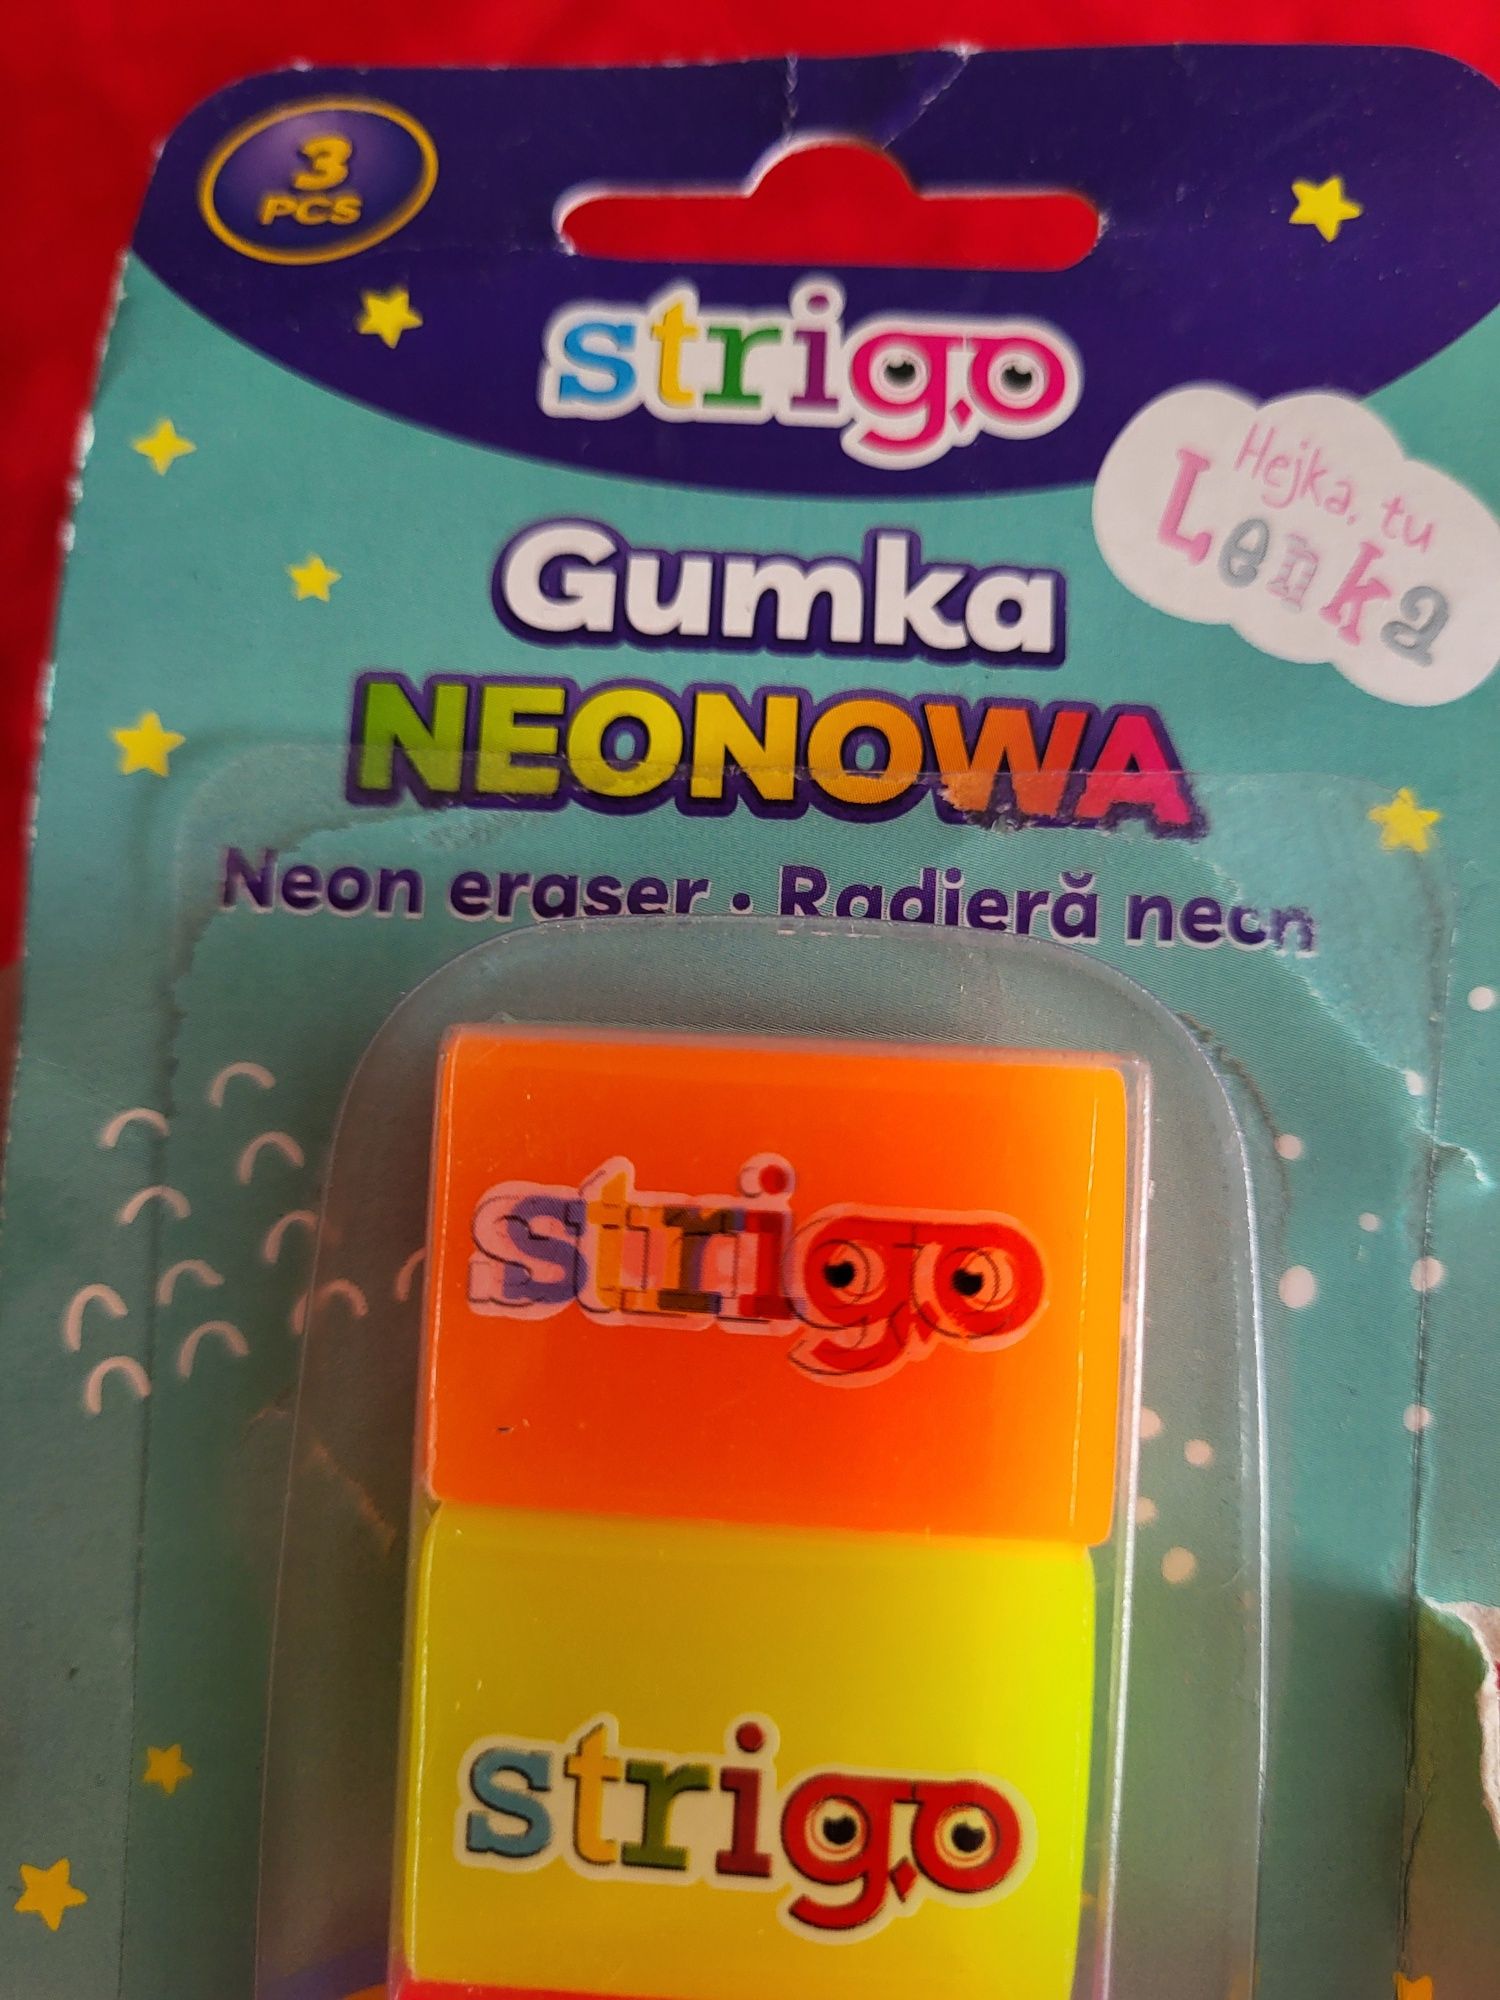 3
PCS
strigo
Hejka, tu
Lenka
Gumka
NEONOWA
Neon eraser • Radieră neon
strigo
strigo